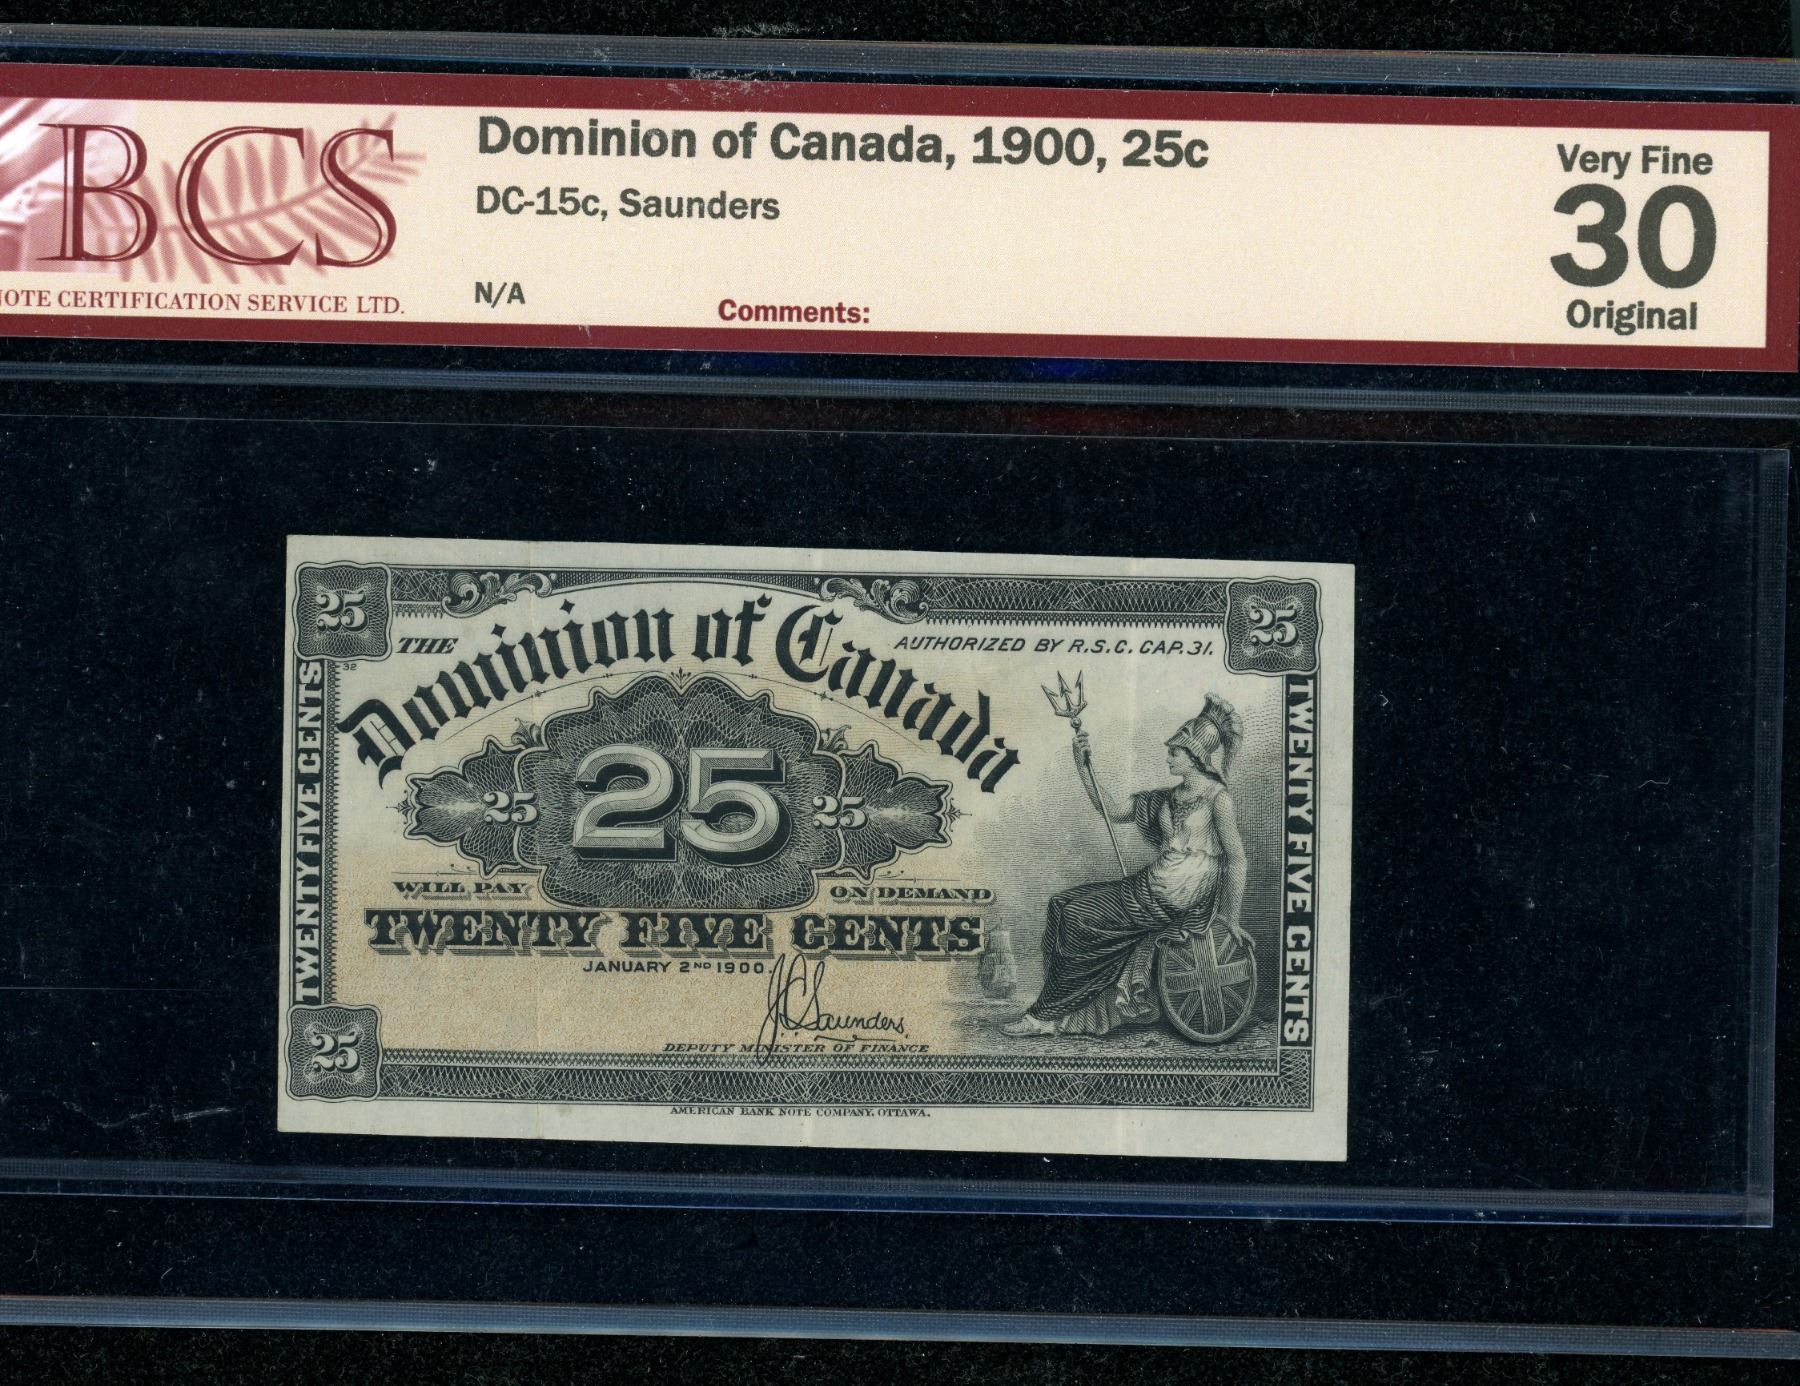 BCS
NOTE CERTIFICATION SERVICE LTD.
Dominion of Canada, 1900, 25c
DC-15c, Saunders
N/A
Comments:
Very Fine
30
Original
25
25
THE
Dominion of Canada
AUTHORIZED BY R.S.C. CAP. 31.
32
TWENTY FIVE CENTS
TWENTY FIVE CENTS
25
25
25
WILL PAY
ON DEMAND
TWENTY FIVE CENTS
JANUARY 2ND 1900.
J.C. Saunders
DEPUTY MINISTER OF FINANCE
25
AMERICAN BANK NOTE COMPANY, OTTAWA.